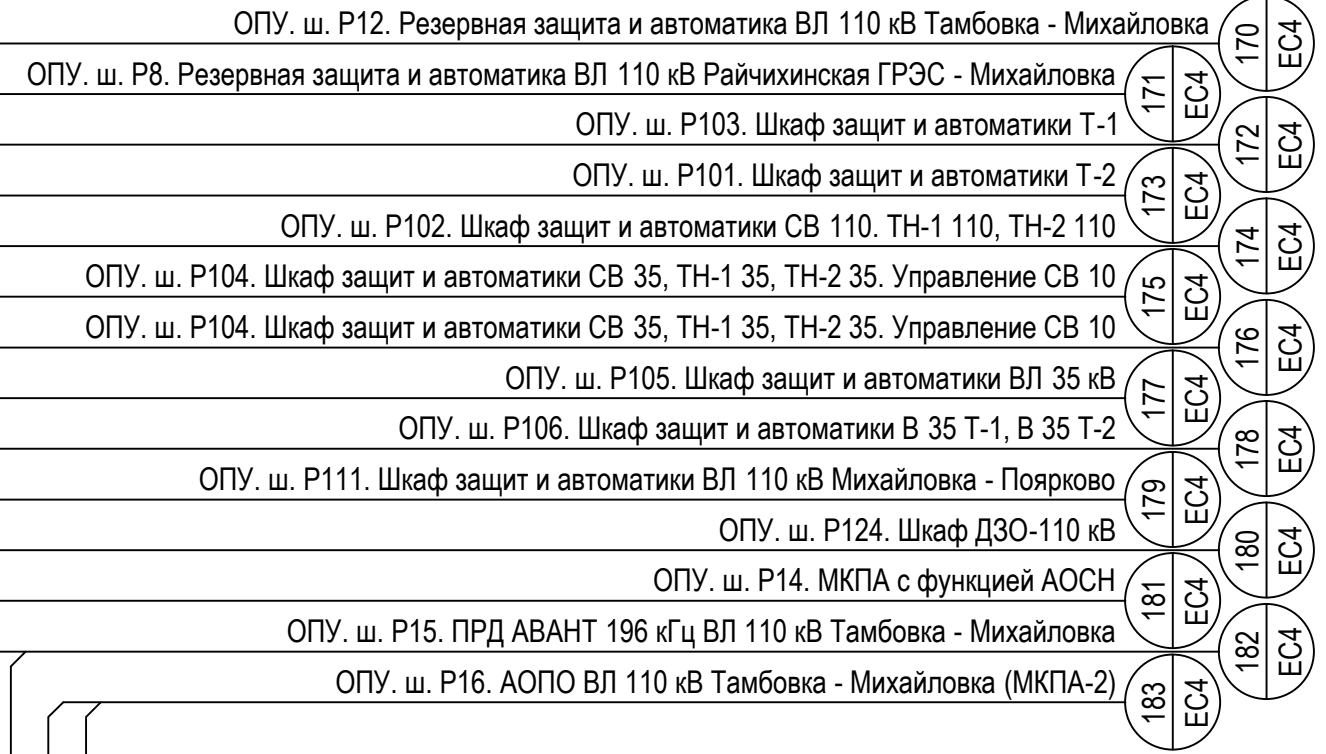 ОПУ. ш. Р12. Резервная защита и автоматика ВЛ 110 кВ Тамбовка - Михайловка
170 ЕС4
ОПУ. ш. Р8. Резервная защита и автоматика ВЛ 110 кВ Райчихинская ГРЭС - Михайловка
171 ЕС4
ОПУ. ш. Р103. Шкаф защит и автоматики Т-1
172 ЕС4
ОПУ. ш. Р101. Шкаф защит и автоматики Т-2
173 ЕС4
ОПУ. ш. Р102. Шкаф защит и автоматики СВ 110. ТН-1 110, ТН-2 110
174 ЕС4
ОПУ. ш. Р104. Шкаф защит и автоматики СВ 35, ТН-1 35, ТН-2 35. Управление СВ 10
175 ЕС4
ОПУ. ш. Р104. Шкаф защит и автоматики СВ 35, ТН-1 35, ТН-2 35. Управление СВ 10
176 ЕС4
ОПУ. ш. Р105. Шкаф защит и автоматики ВЛ 35 кВ
177 ЕС4
ОПУ. ш. Р106. Шкаф защит и автоматики В 35 Т-1, В 35 Т-2
178 ЕС4
ОПУ. ш. Р111. Шкаф защит и автоматики ВЛ 110 кВ Михайловка - Поярково
179 ЕС4
ОПУ. ш. Р124. Шкаф ДЗО-110 кВ
180 ЕС4
ОПУ. ш. Р14. МКПА с функцией АОСН
181 ЕС4
ОПУ. ш. Р15. ПРД АВАНТ 196 кГц ВЛ 110 кВ Тамбовка - Михайловка
182 ЕС4
ОПУ. ш. Р16. АОПО ВЛ 110 кВ Тамбовка - Михайловка (МКПА-2)
183 ЕС4